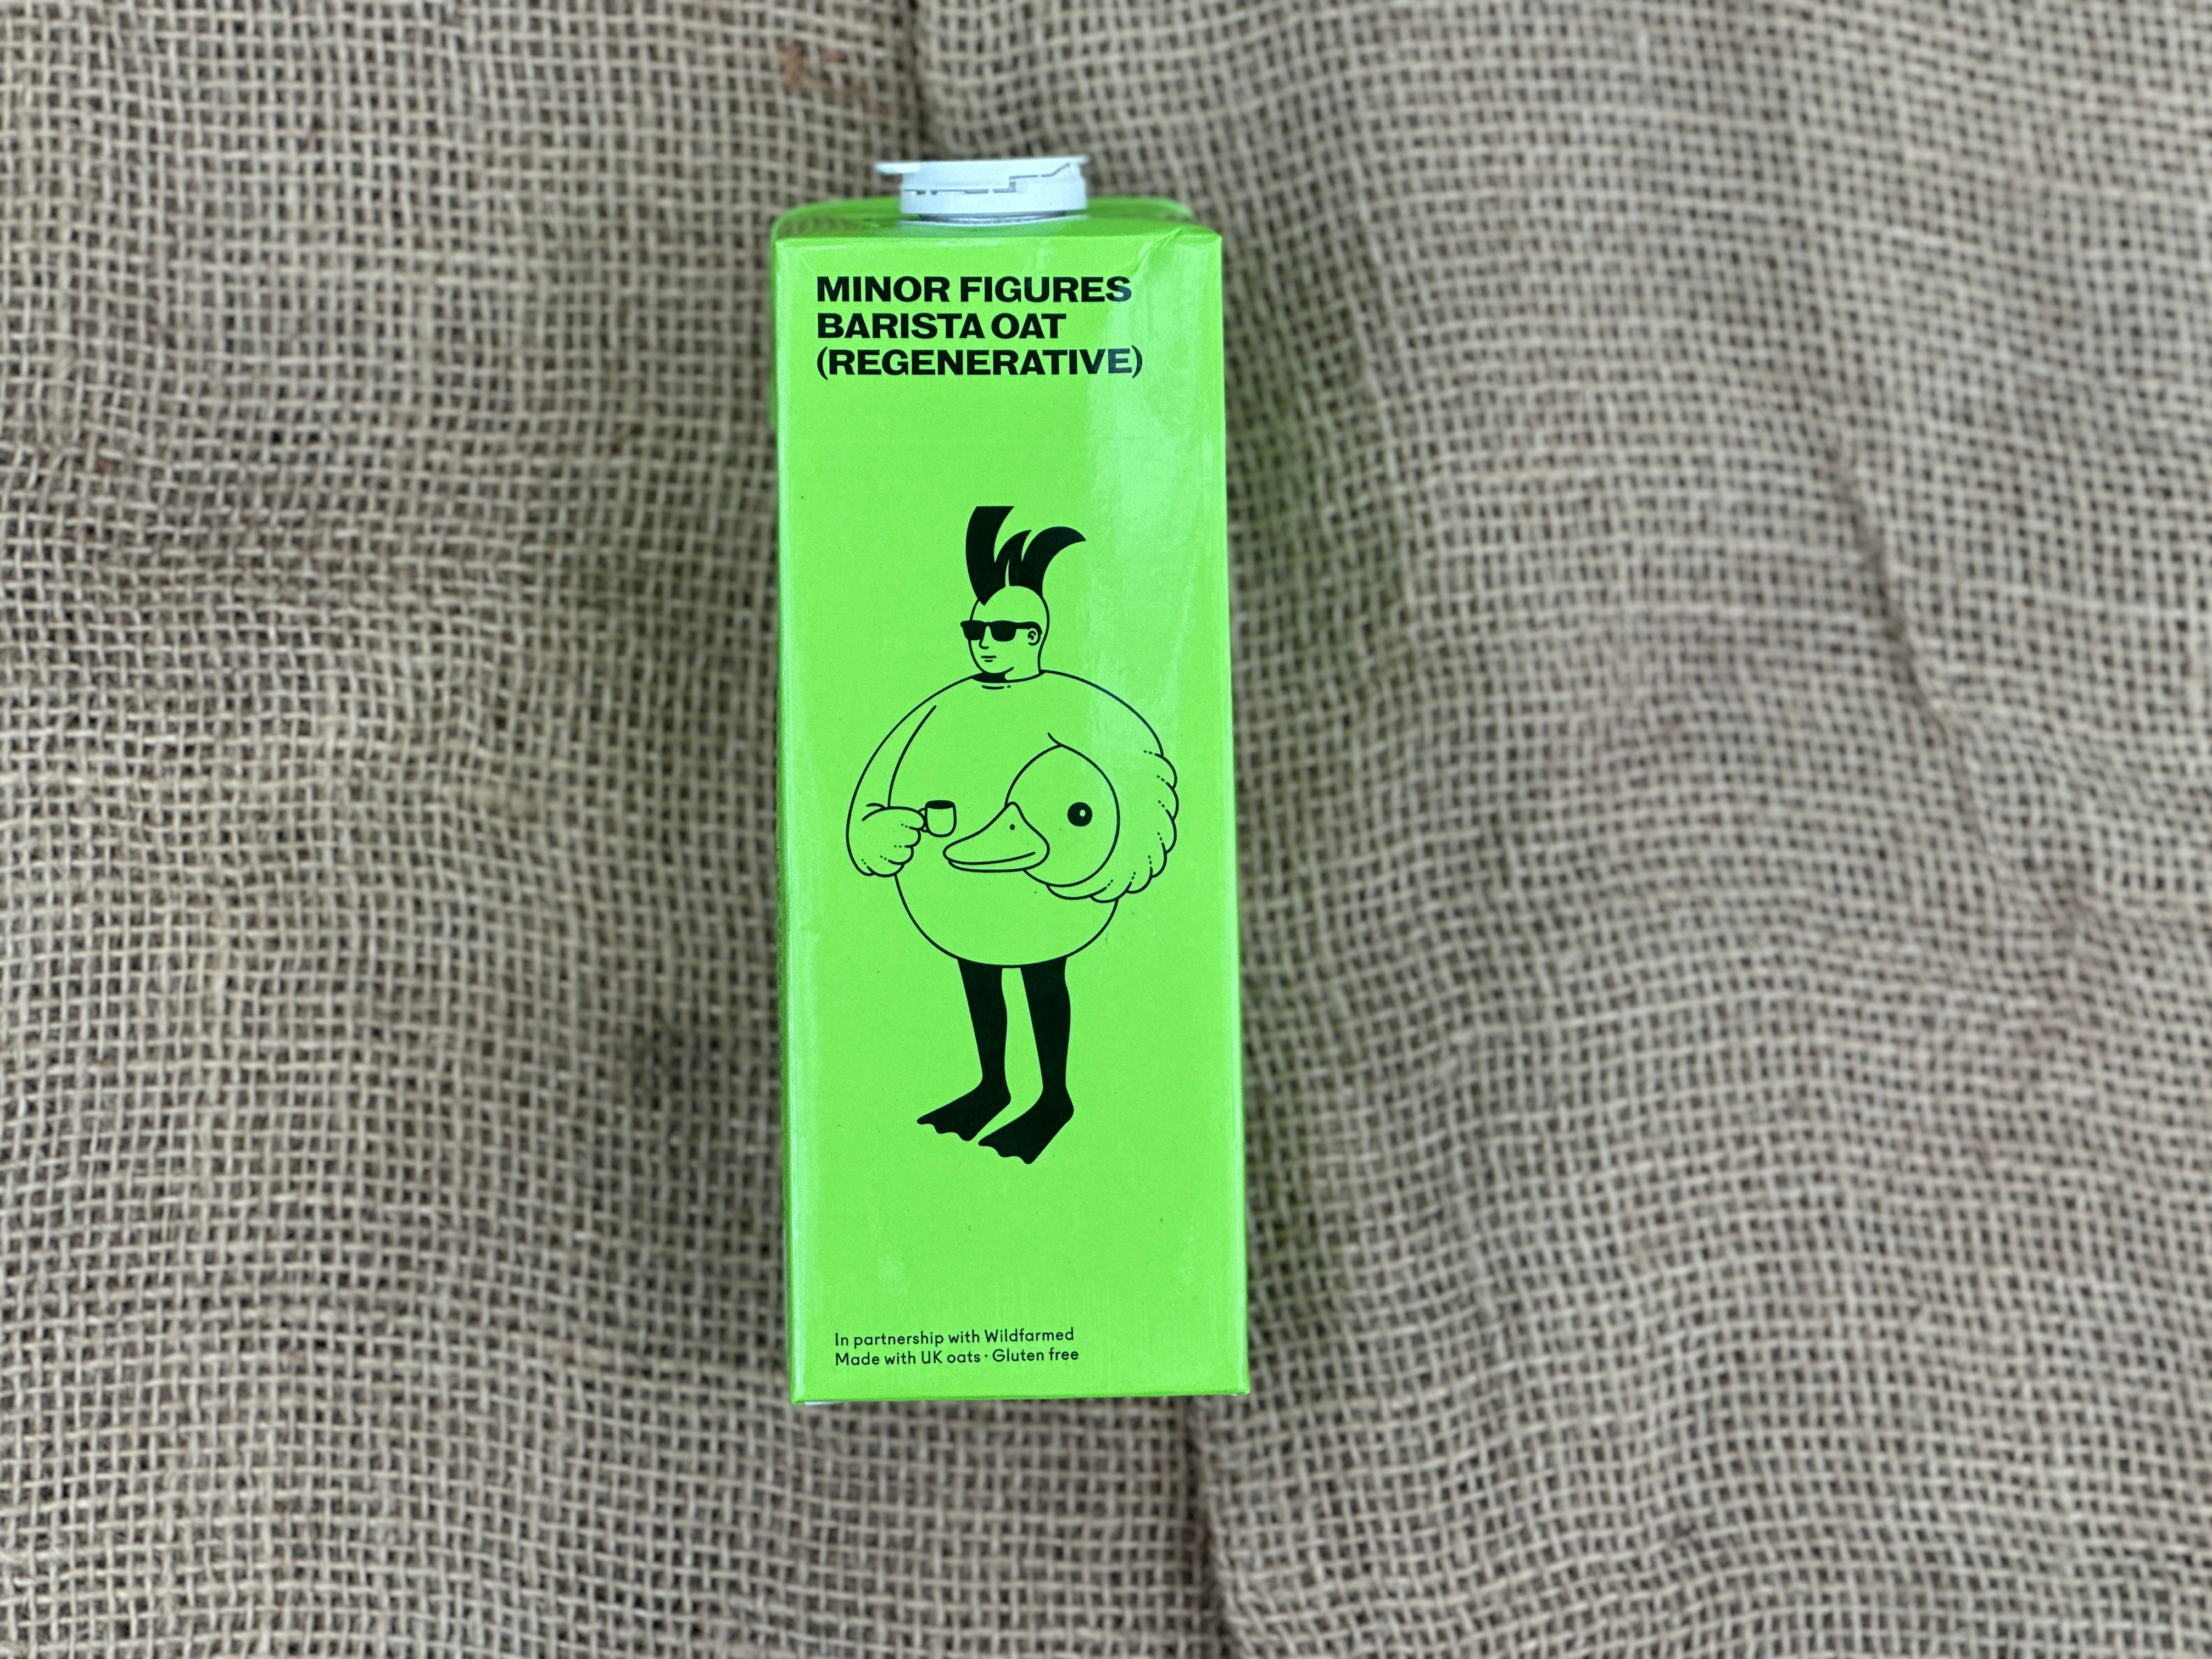 MINOR FIGURES
BARISTA OAT
(REGENERATIVE)
In partnership with Wildfarmed
Made with UK oats · Gluten free